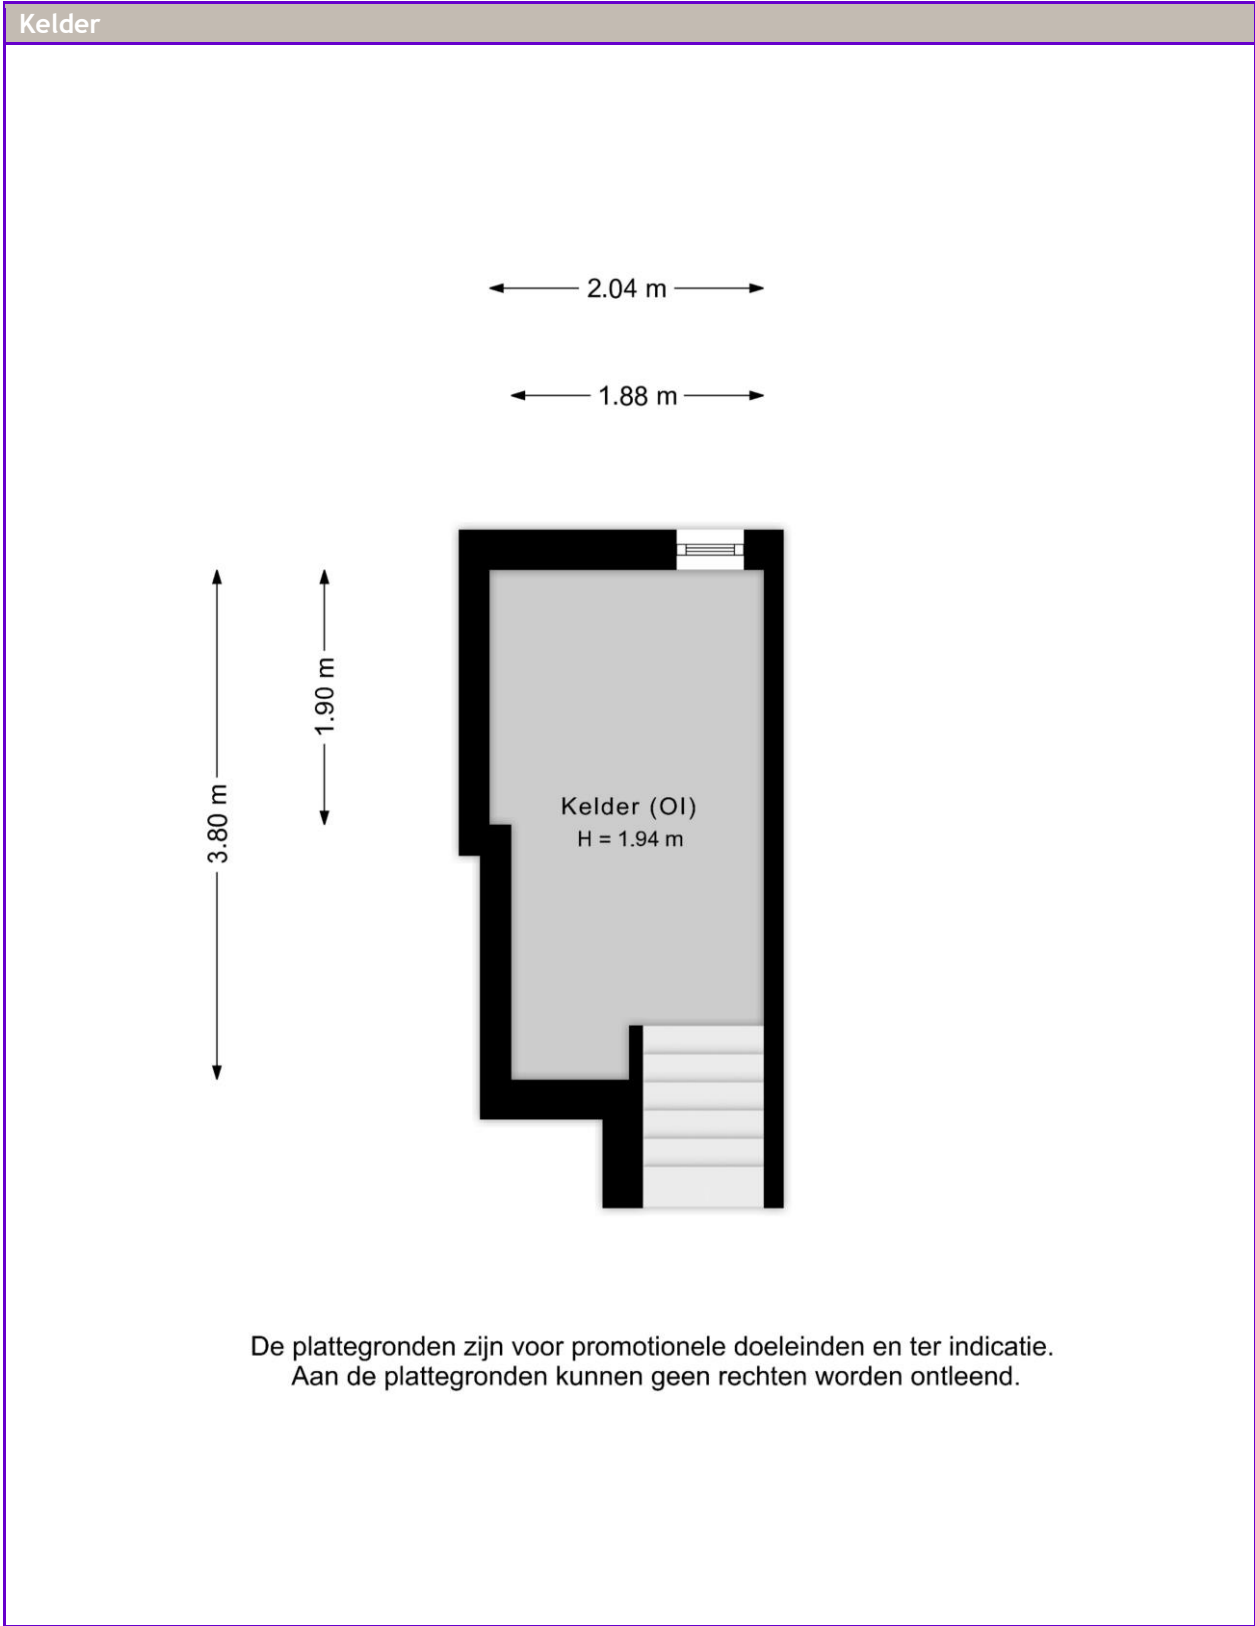 Kelder
2.04 m
1.88 m
1.90 m
3.80 m
Kelder (OI)
H = 1.94 m
De plattegronden zijn voor promotionele doeleinden en ter indicatie.
Aan de plattegronden kunnen geen rechten worden ontleend.